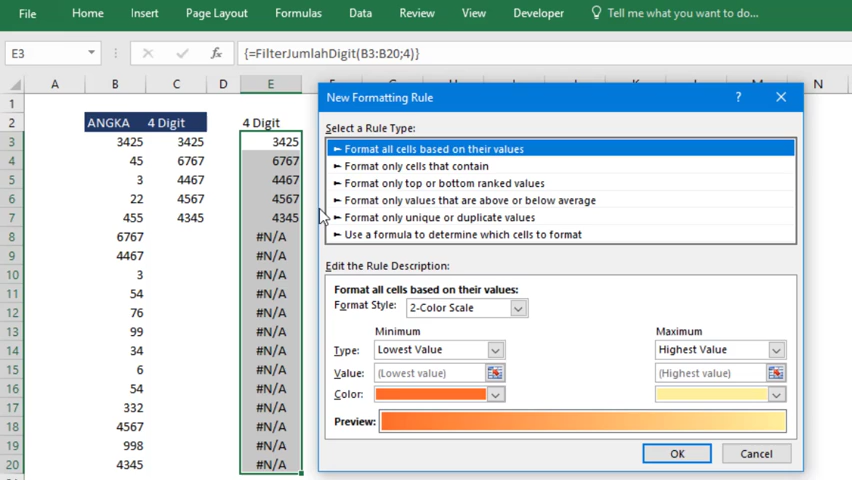 File Home Insert Page Layout Formulas Data Review View Developer Tell me what you want to do...
E3 fx {=FilterJumlahDigit(B3:B20;4)}
A B C D E N
1
2 ANGKA 4 Digit 4 Digit
3 3425 3425 3425
4 45 6767 6767
5 3 4467 4467
6 22 4567 4567
7 455 4345 4345
8 6767 #N/A
9 4467 #N/A
10 3 #N/A
11 54 #N/A
12 76 #N/A
13 99 #N/A
14 34 #N/A
15 6 #N/A
16 54 #N/A
17 332 #N/A
18 4567 #N/A
19 998 #N/A
20 4345 #N/A
New Formatting Rule ?
Select a Rule Type:
► Format all cells based on their values
► Format only cells that contain
► Format only top or bottom ranked values
► Format only values that are above or below average
► Format only unique or duplicate values
► Use a formula to determine which cells to format
Edit the Rule Description:
Format all cells based on their values:
Format Style: 2-Color Scale
Minimum Maximum
Type: Lowest Value Highest Value
Value: (Lowest value) (Highest value)
Color:
Preview:
OK Cancel